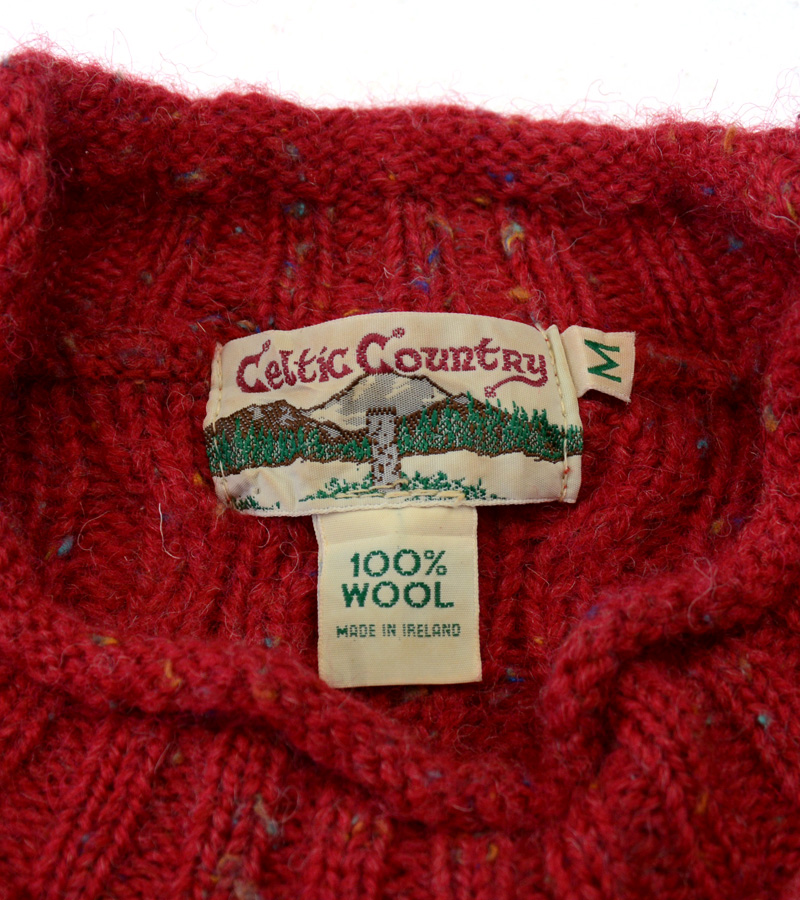 Celtic Country
M
100%
WOOL
MADE IN IRELAND